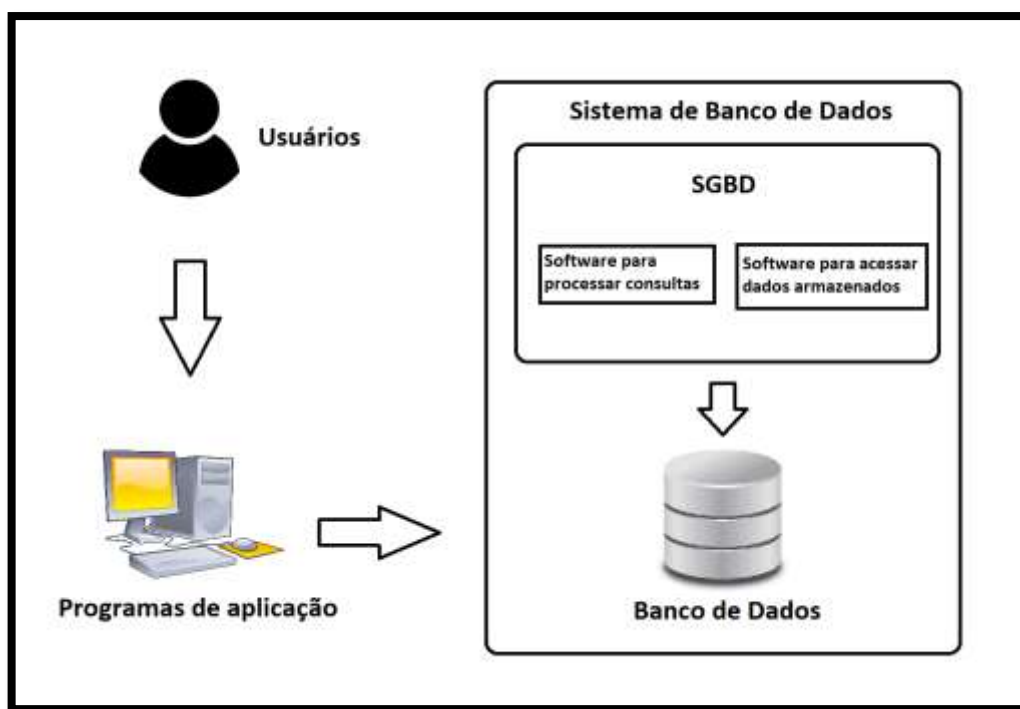 Usuários
Programas de aplicação
Sistema de Banco de Dados
SGBD
Software para
processar consultas
Software para acessar
dados armazenados
Banco de Dados